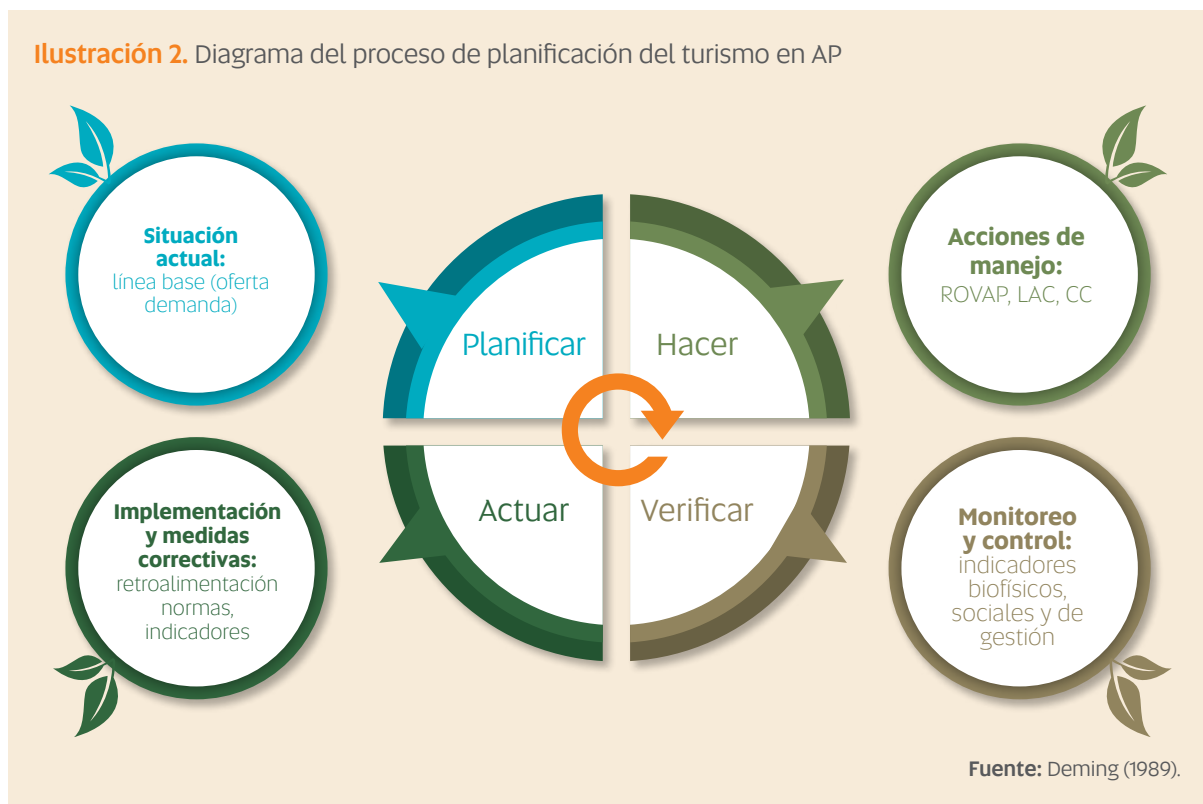 Ilustración 2. Diagrama del proceso de planificación del turismo en AP
Situación
actual:
línea base (oferta
demanda)
Planificar
Hacer
Acciones de
manejo:
ROVAP, LAC, CC
Implementación
y medidas
correctivas:
retroalimentación
normas,
indicadores
Actuar
Verificar
Monitoreo
y control:
indicadores
biofísicos,
sociales y de
gestión
Fuente: Deming (1989).